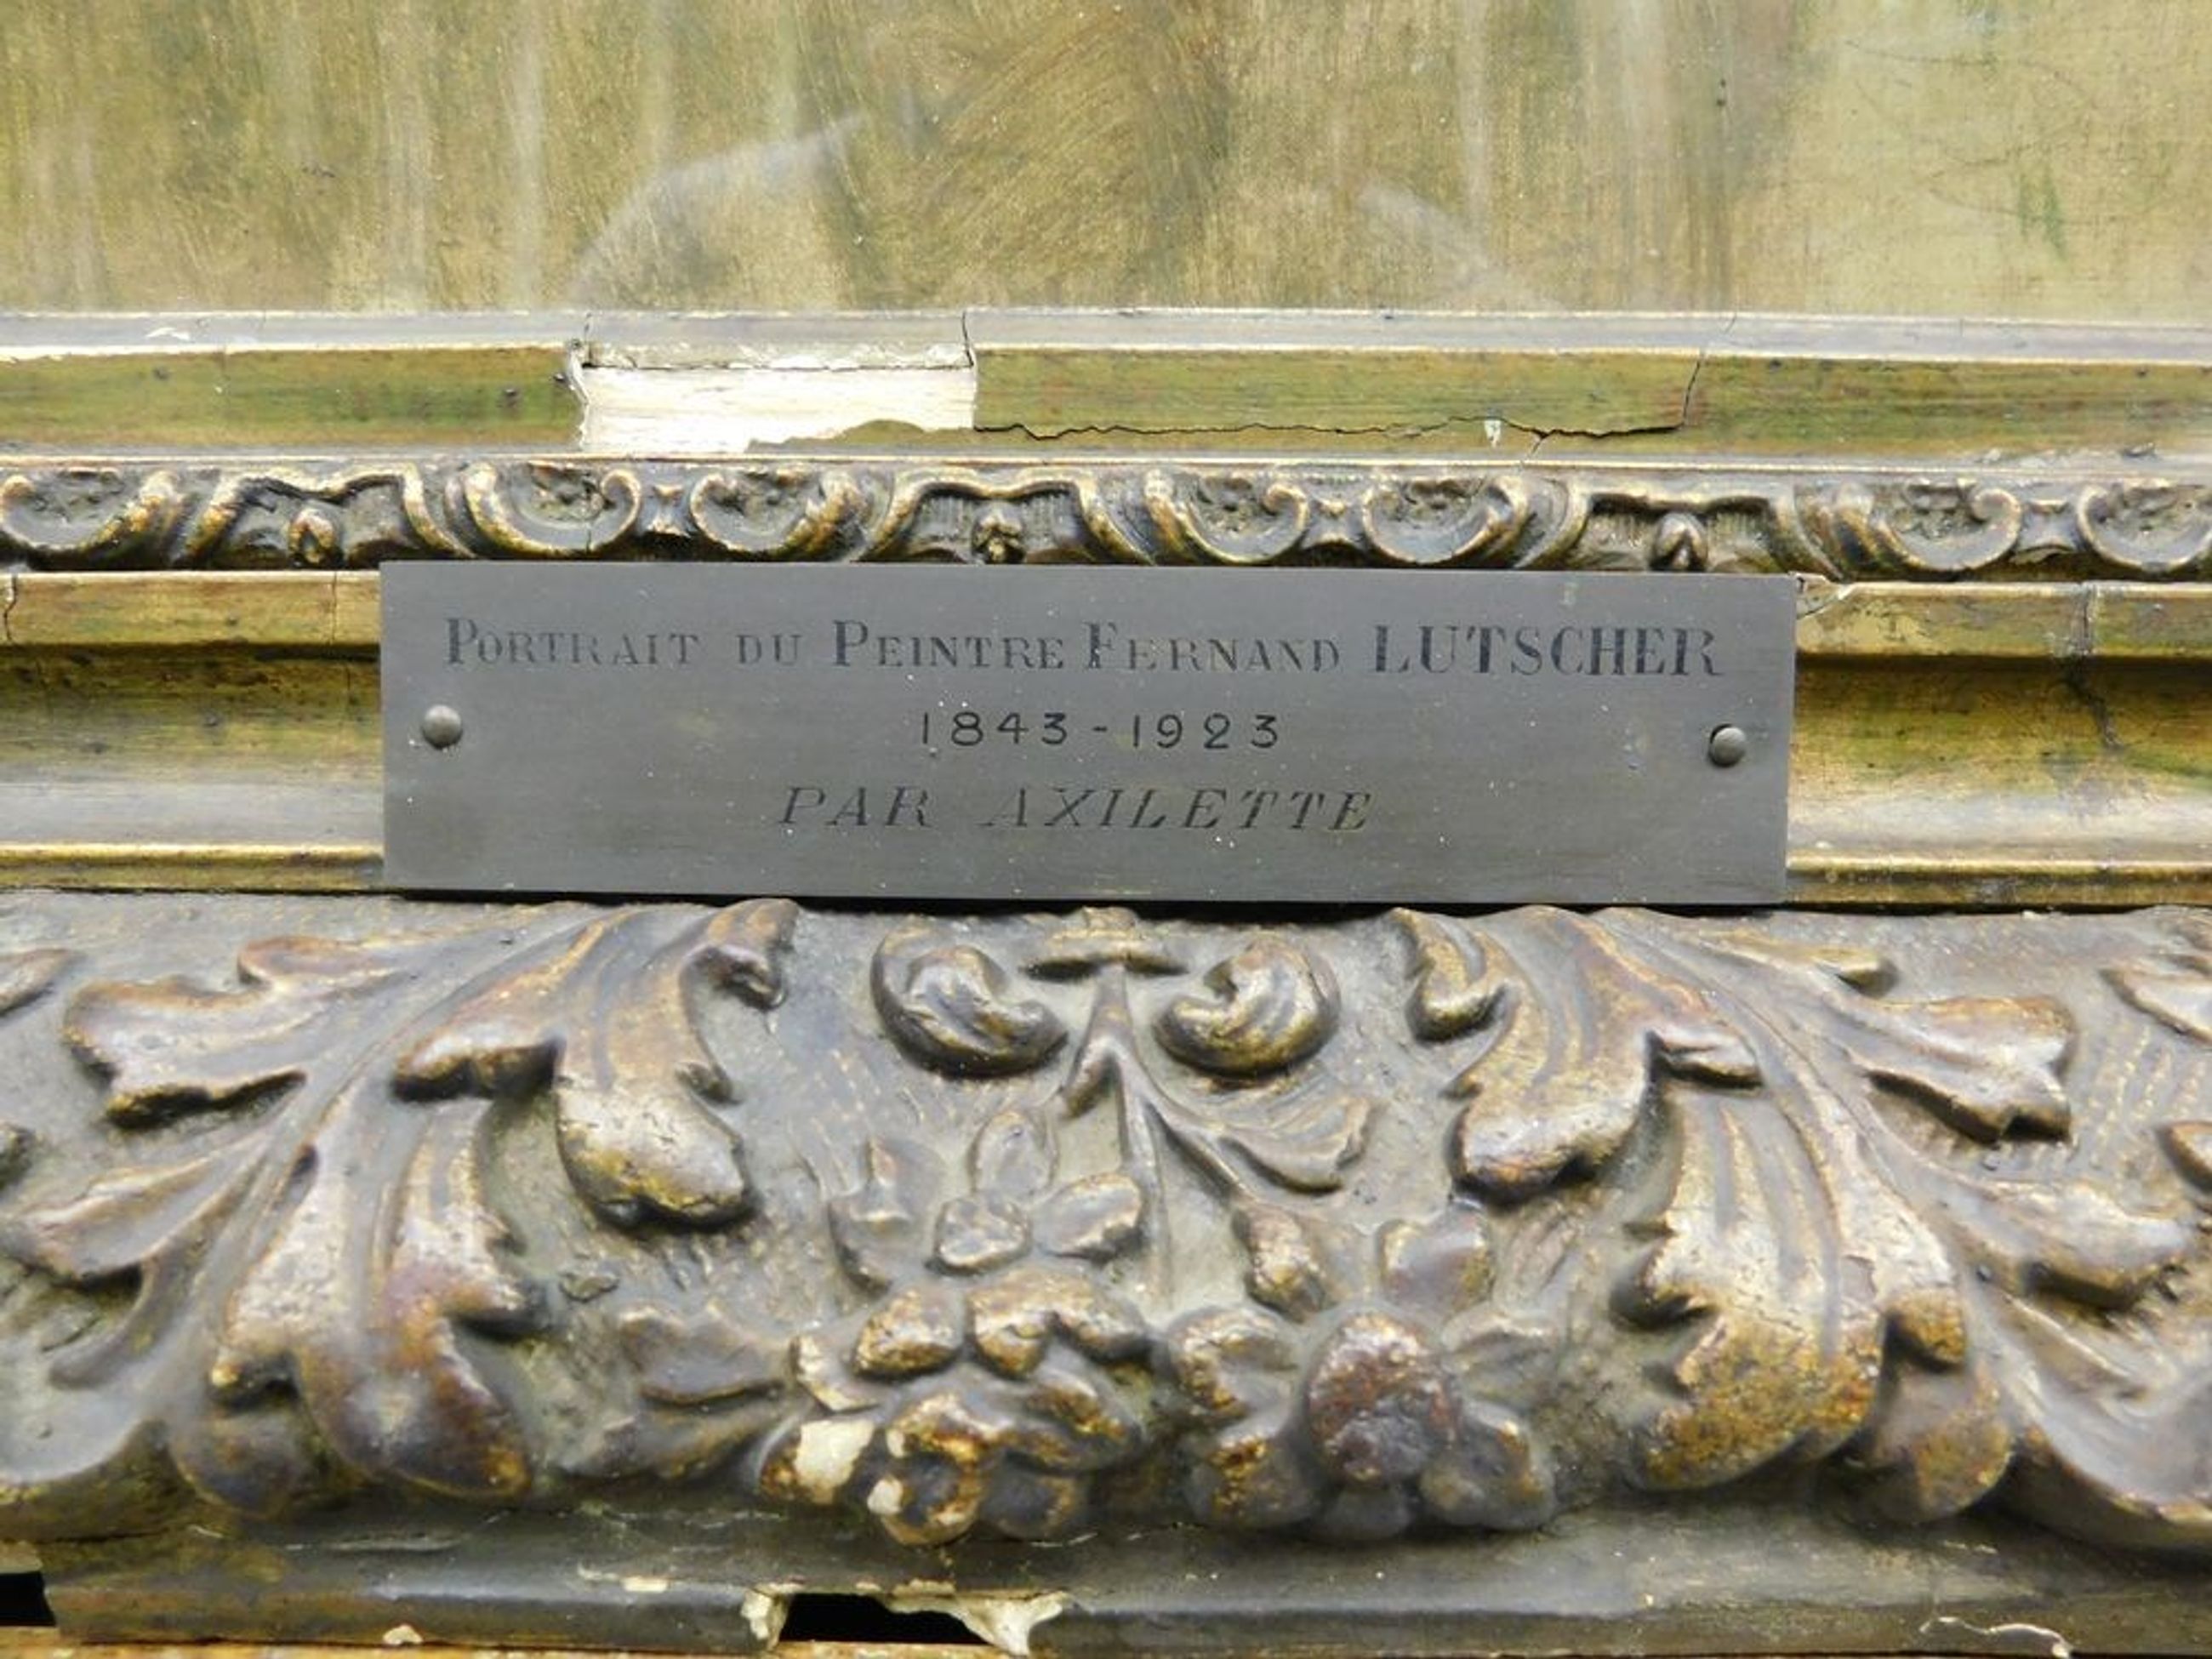 PORTRAIT DU PEINTRE FERNAND LUTSCHER
1843-1923
PAR AXILETTE